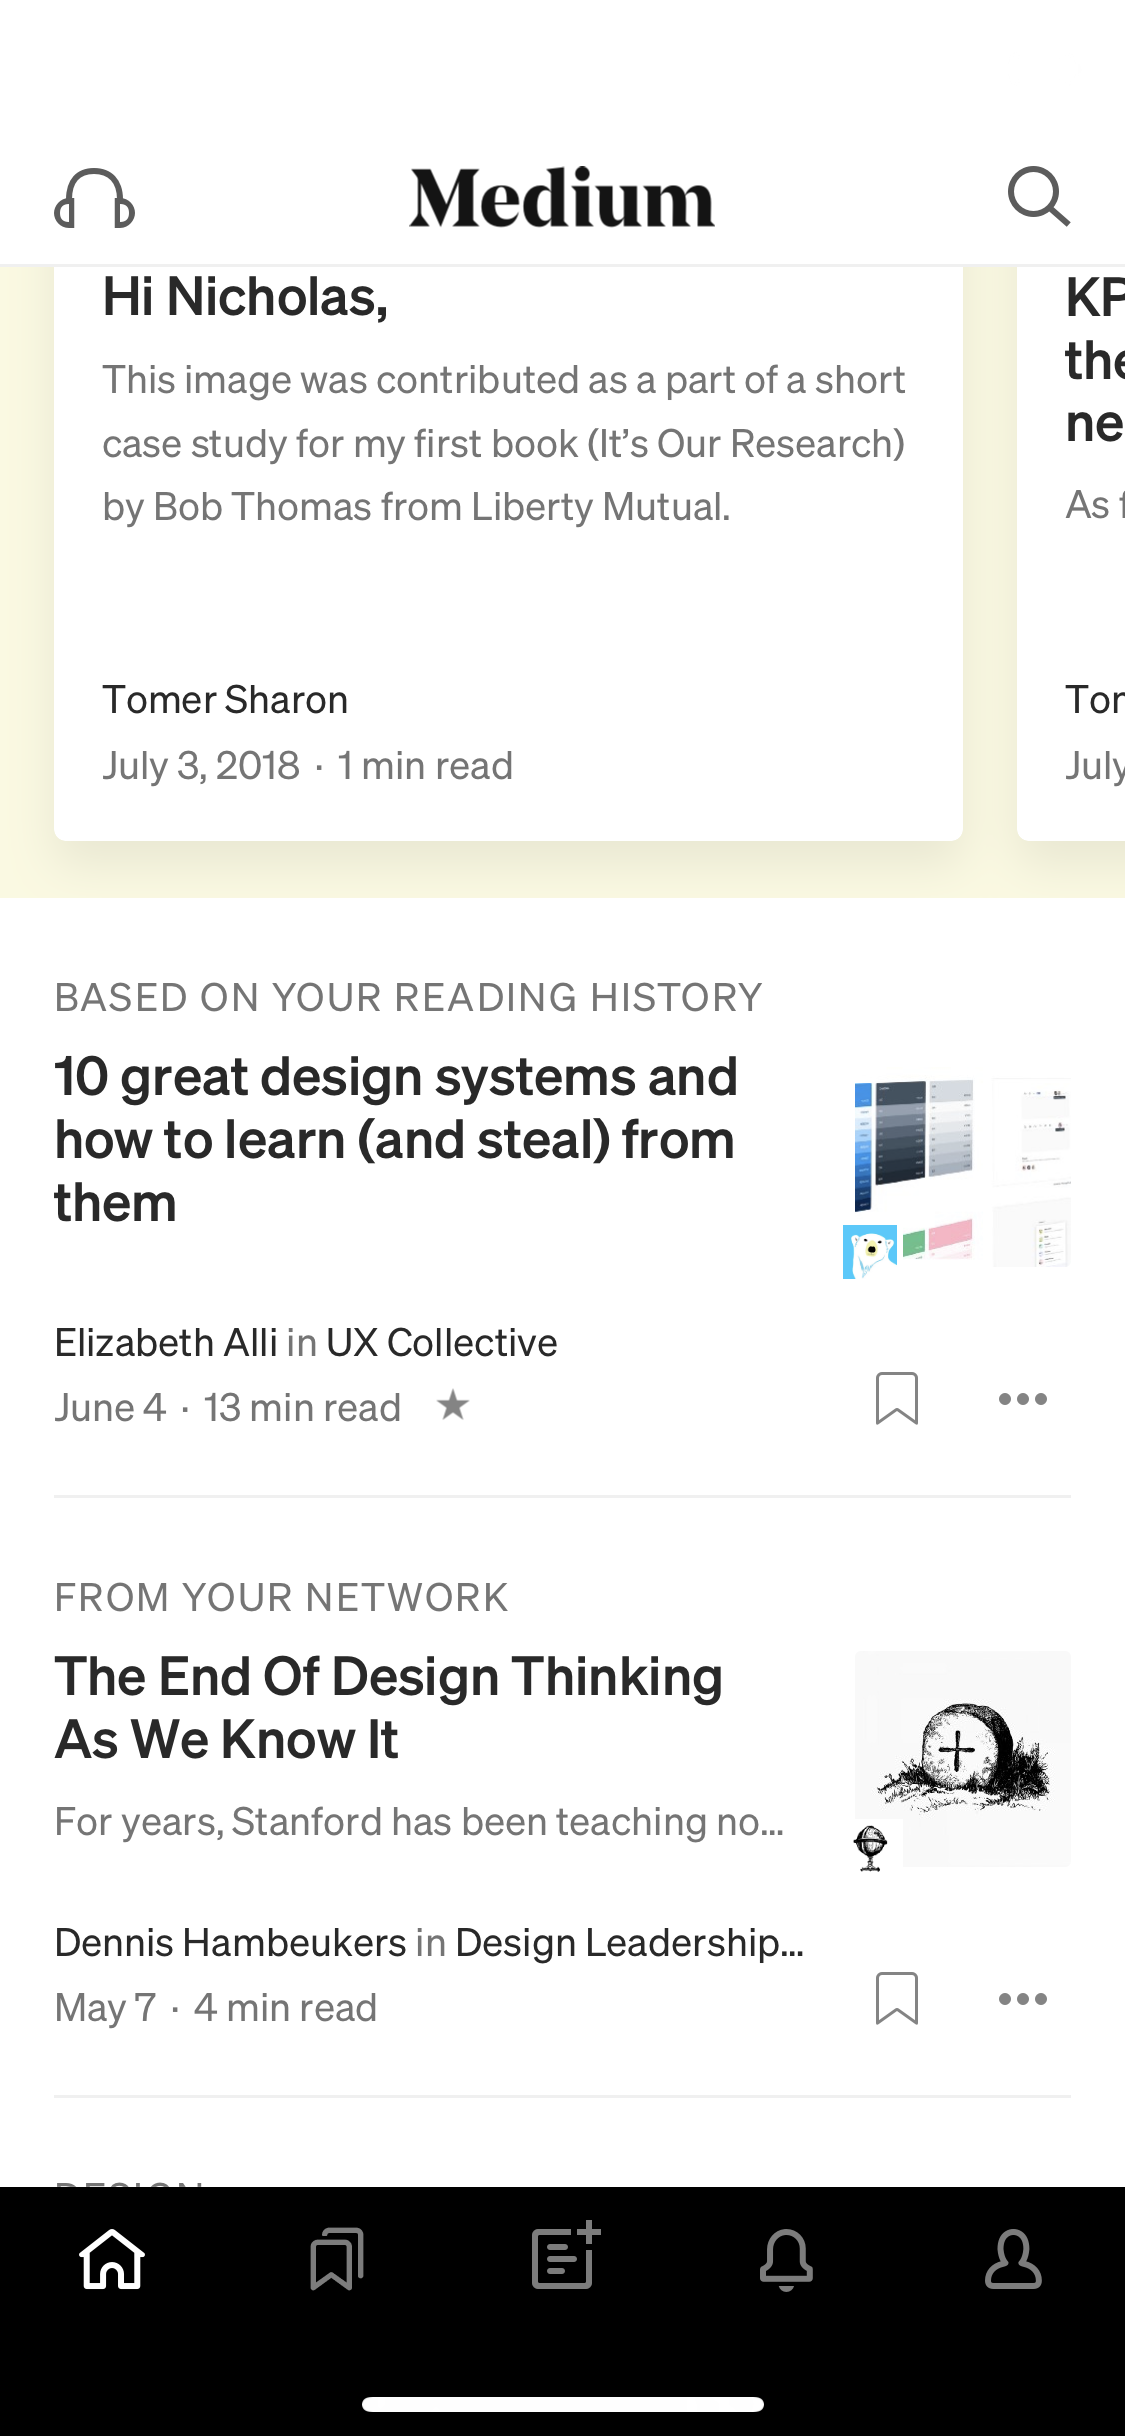 Medium
Hi Nicholas,
This image was contributed as a part of a short
case study for my first book (It's Our Research)
by Bob Thomas from Liberty Mutual.
Tomer Sharon
July 3, 2018 · 1 min read
KP
the
ne
As f
Tor
July
BASED ON YOUR READING HISTORY
10 great design systems and
how to learn (and steal) from
them
Elizabeth Alli in UX Collective
June 4 · 13 min read ★
FROM YOUR NETWORK
The End Of Design Thinking
As We Know It
For years, Stanford has been teaching no...
Dennis Hambeukers in Design Leadership...
May 7 · 4 min read
DESIGN